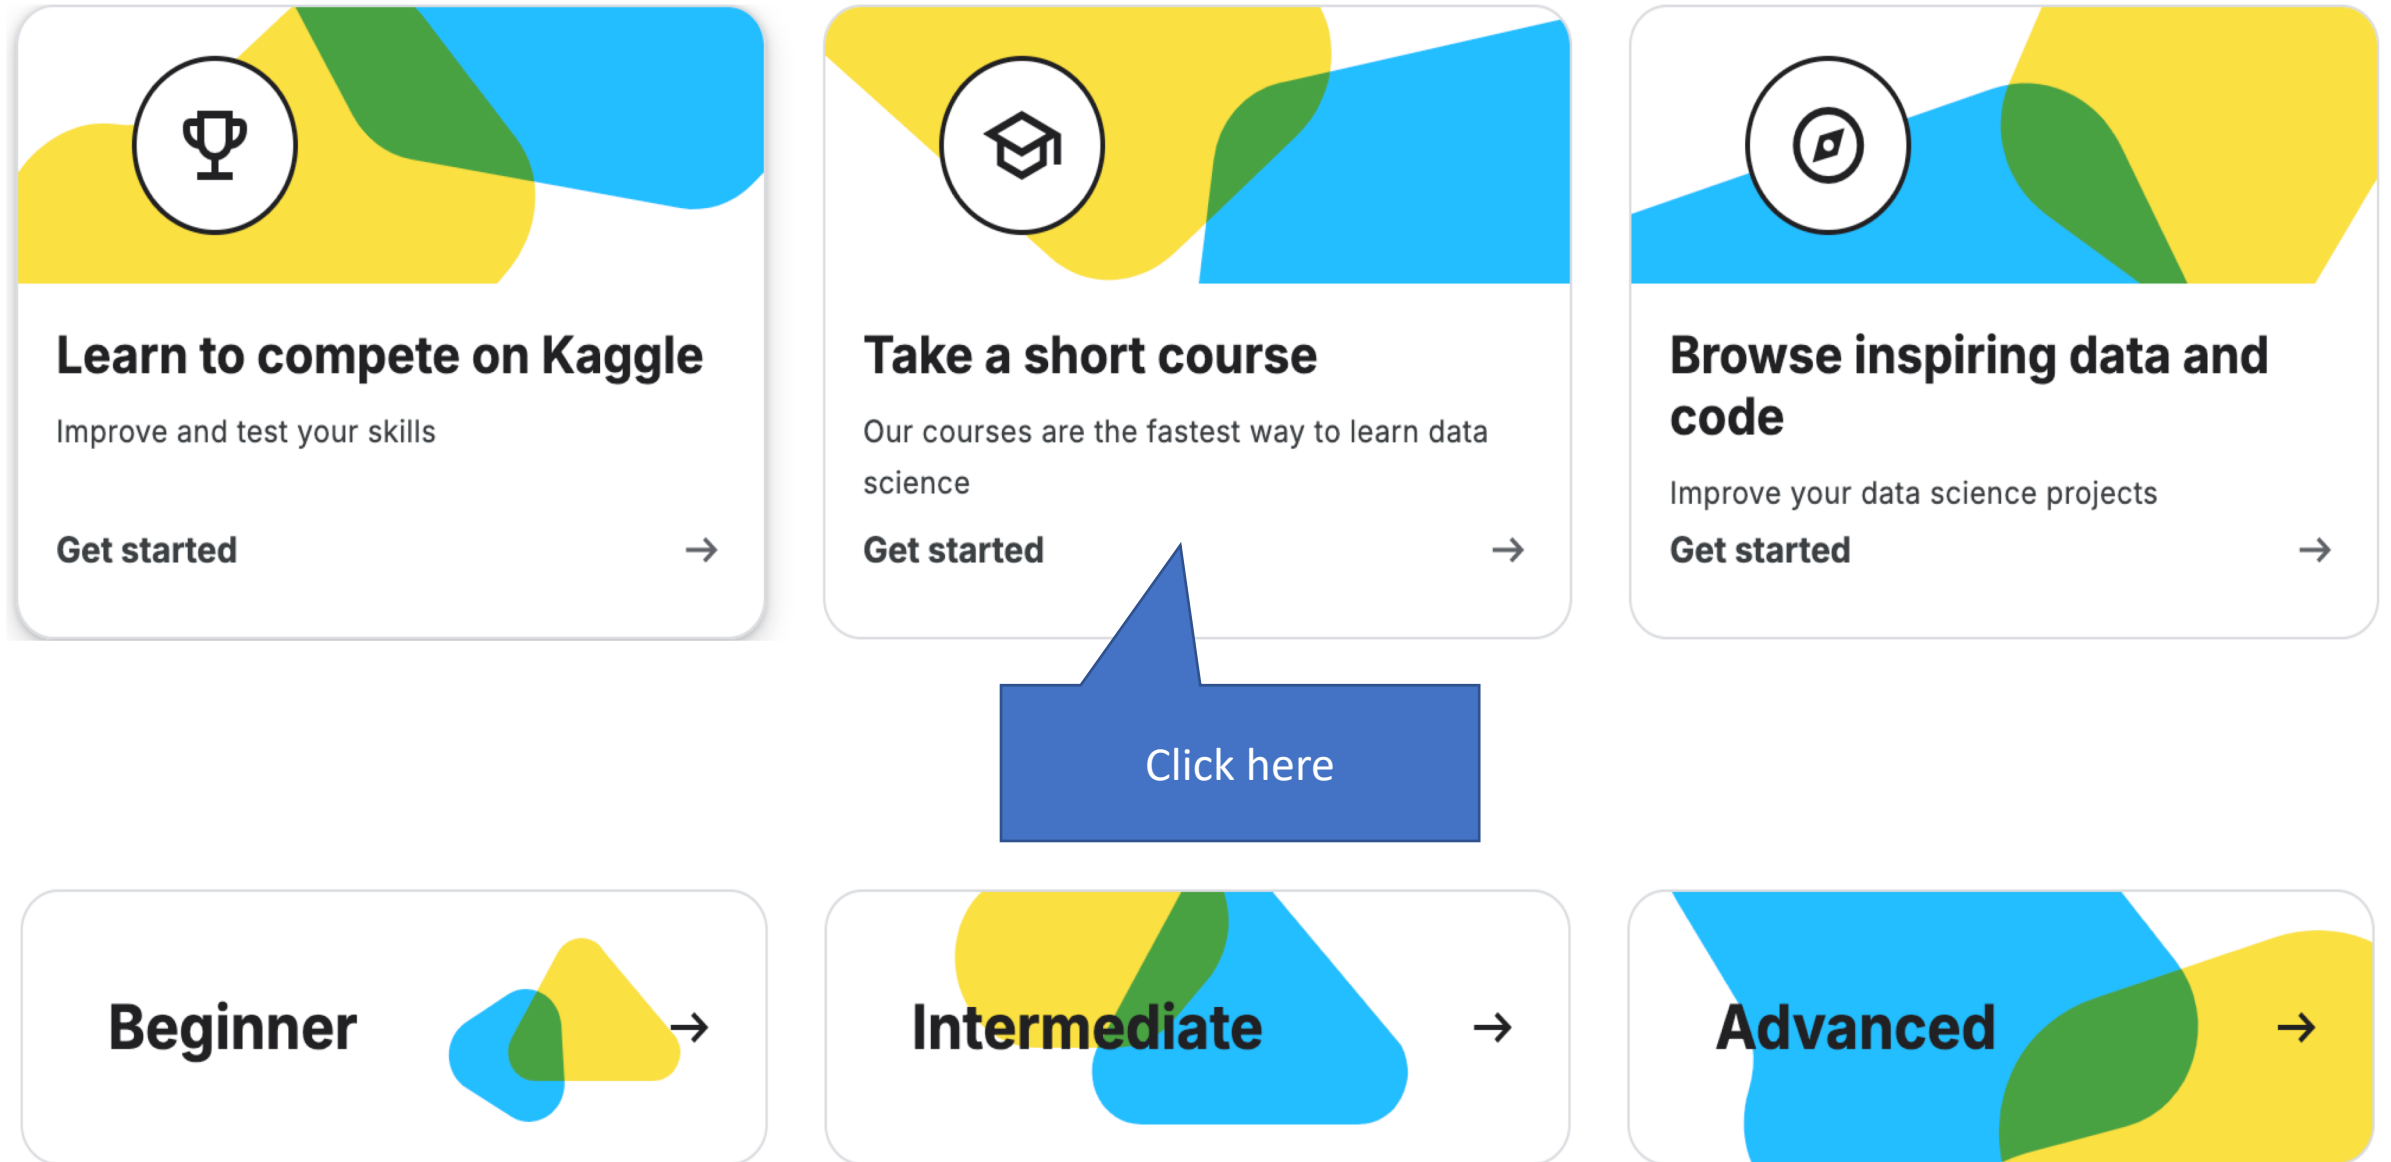 Learn to compete on Kaggle
Improve and test your skills
Get started
Take a short course
Our courses are the fastest way to learn data
science
Get started
Browse inspiring data and
code
Improve your data science projects
Get started
Click here
Beginner
Intermediate
Advanced